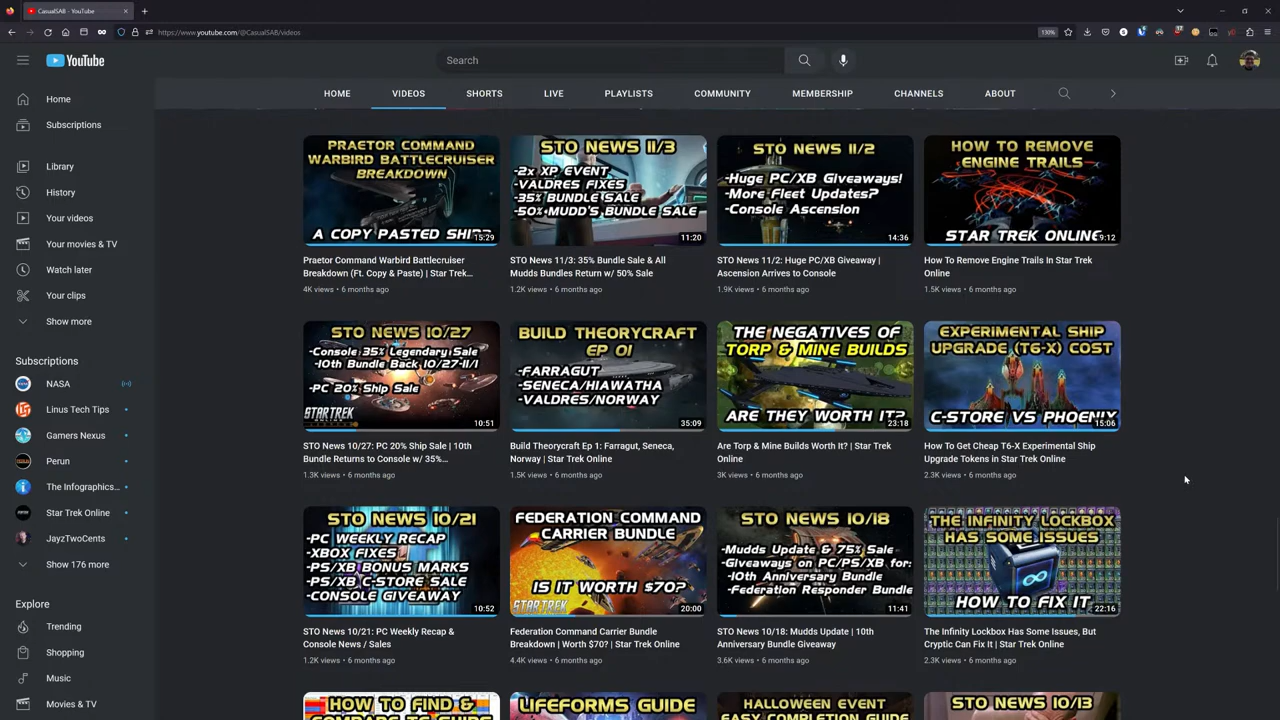 CasualSAB - YouTube
https://www.youtube.com/@CasualSAB/videos
130%
YouTube
Search
HOME
VIDEOS
SHORTS
LIVE
PLAYLISTS
COMMUNITY
MEMBERSHIP
CHANNELS
ABOUT
Home
Subscriptions
Library
History
Your videos
Your movies & TV
Watch later
Your clips
Show more
Subscriptions
NASA
Linus Tech Tips
Gamers Nexus
Perun
The Infographics...
Star Trek Online
JayzTwoCents
Show 176 more
Explore
Trending
Shopping
Music
Movies & TV
PRAETOR COMMAND
WARBIRD BATTLECRUISER
BREAKDOWN
A COPY PASTED SHIP
15:29
Praetor Command Warbird Battlecruiser
Breakdown (Ft. Copy & Paste) | Star Trek...
4K views • 6 months ago
STO NEWS 11/3
-2x XP EVENT
-VALDRES FIXES
-35% BUNDLE SALE
-50% MUDD'S BUNDLE SALE
11:20
STO News 11/3: 35% Bundle Sale & All
Mudds Bundles Return w/ 50% Sale
1.2K views • 6 months ago
STO NEWS 11/2
-Huge PC/XB Giveaways!
-More Fleet Updates?
-Console Ascension
14:36
STO News 11/2: Huge PC/XB Giveaway |
Ascension Arrives to Console
1.9K views • 6 months ago
HOW TO REMOVE
ENGINE TRAILS IN
STAR TREK ONLINE
9:12
How To Remove Engine Trails In Star Trek
Online
1.5K views • 6 months ago
STO NEWS 10/27
-Console 35% Legendary Sale
-10th Bundle Back 10/27-11/1
-PC 20% Ship Sale
STAR TREK
10:51
STO News 10/27: PC 20% Ship Sale | 10th
Bundle Returns to Console w/ 35%...
1.3K views • 6 months ago
BUILD THEORYCRAFT
EP 01
-FARRAGUT
-SENECA/HIAWATHA
-VALDRES/NORWAY
35:09
Build Theorycraft Ep 1: Farragut, Seneca,
Norway | Star Trek Online
1.5K views • 6 months ago
THE NEGATIVES OF
TORP & MINE BUILDS
ARE THEY WORTH IT?
23:18
Are Torp & Mine Builds Worth It? | Star Trek
Online
3K views • 6 months ago
EXPERIMENTAL SHIP
UPGRADE (T6-X) COST
C-STORE VS PHOENIX
15:06
How To Get Cheap T6-X Experimental Ship
Upgrade Tokens in Star Trek Online
2.3K views • 6 months ago
STO NEWS 10/21
-PC WEEKLY RECAP
-XBOX FIXES
-PS/XB BONUS MARKS
-PS/XB C-STORE SALE
-CONSOLE GIVEAWAY
10:52
STO News 10/21: PC Weekly Recap &
Console News / Sales
1.2K views • 6 months ago
FEDERATION COMMAND
CARRIER BUNDLE
IS IT WORTH $70?
STAR TREK
20:00
Federation Command Carrier Bundle
Breakdown | Worth $70? | Star Trek Online
4.4K views • 6 months ago
STO NEWS 10/18
-Mudds Update & 75% Sale
-Giveaways on PC/PS/XB for:
-10th Anniversary Bundle
-Federation Responder Bundle
11:41
STO News 10/18: Mudds Update | 10th
Anniversary Bundle Giveaway
3.6K views • 6 months ago
THE INFINITY LOCKBOX
HAS SOME ISSUES
HOW TO FIX IT
22:16
The Infinity Lockbox Has Some Issues, But
Cryptic Can Fix It | Star Trek Online
2.3K views • 6 months ago
HOW TO FIND &
COMPARE TC GUIDE
LIFEFORMS GUIDE
HALLOWEEN EVENT
EASY COMPLETION GUIDE
STO NEWS 10/13